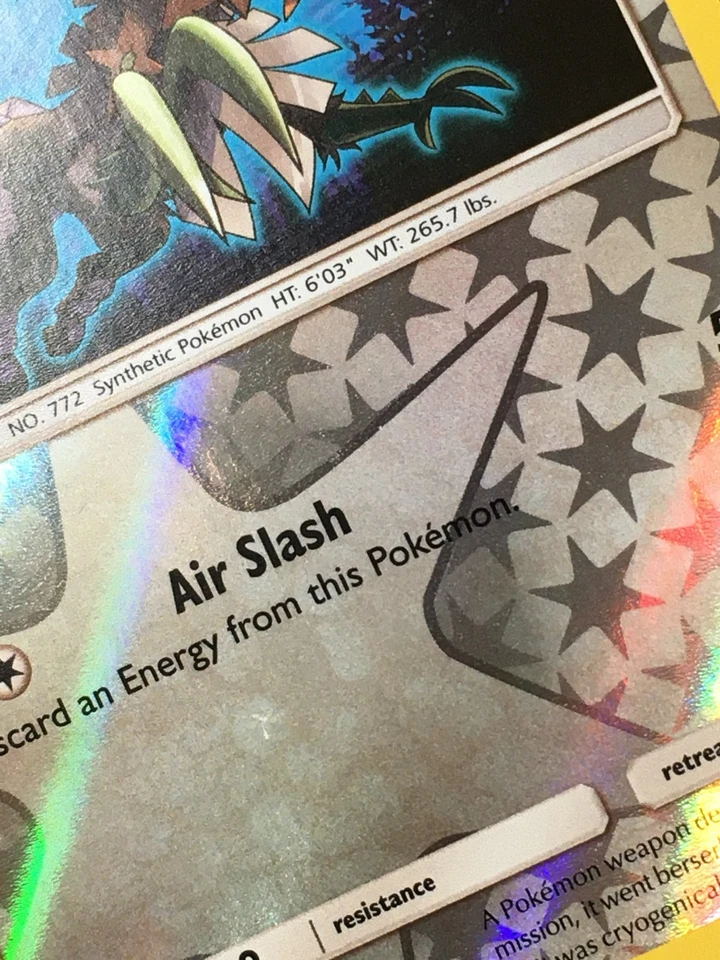 NO. 772 Synthetic Pokémon HT: 6'03" WT: 265.7 lbs.
Air Slash
scard an Energy from this Pokémon.
resistance
retrea
A Pokémon weapon de
mission, it went berser
was cryogenical